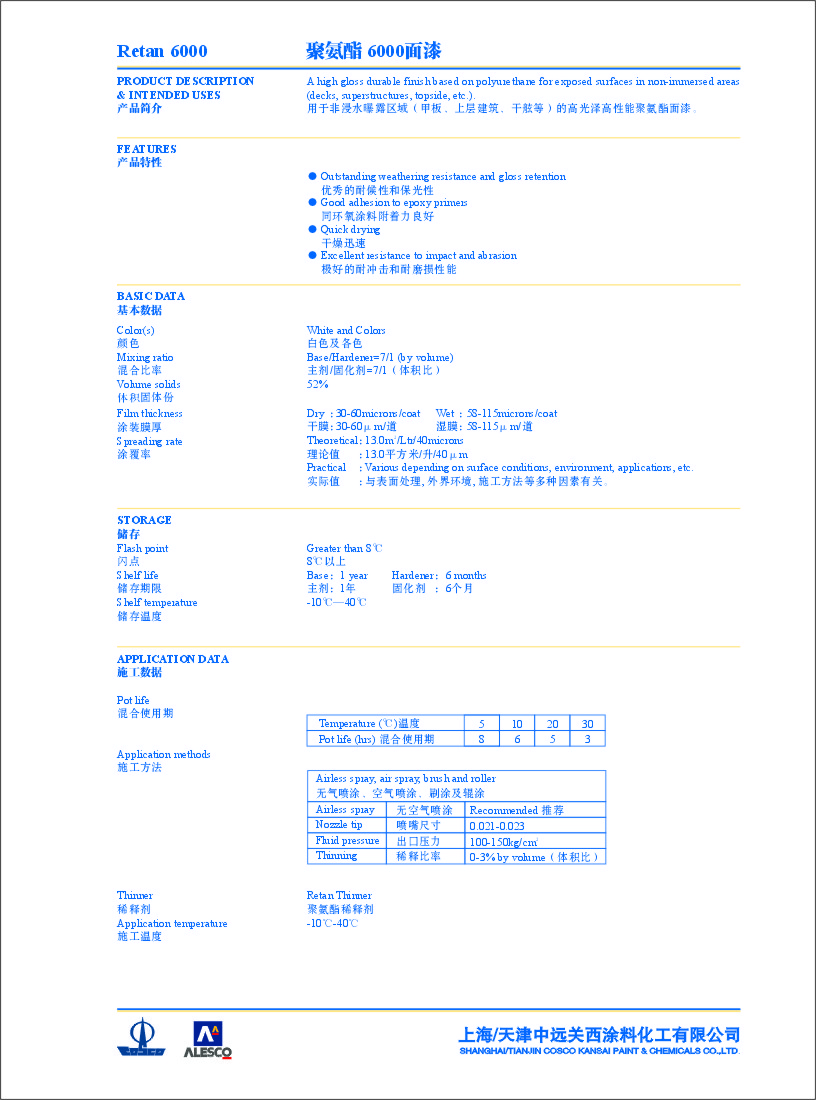 Retan 6000 聚氨酯 6000面漆
PRODUCT DESCRIPTION
& INTENDED USES
产品简介
A high gloss durable finish based on polyurethane for exposed surfaces in non-immersed areas
(decks, superstructures, topside, etc.).
用于非浸水曝露区域（甲板、上层建筑、干舷等）的高光泽高性能聚氨酯面漆。
FEATURES
产品特性
● Outstanding weathering resistance and gloss retention
优秀的耐候性和保光性
● Good adhesion to epoxy primers
同环氧涂料附着力良好
● Quick drying
干燥迅速
● Excellent resistance to impact and abrasion
极好的耐冲击和耐磨损性能
BASIC DATA
基本数据
Color(s) White and Colors
颜色 白色及各色
Mixing ratio Base/Hardener=7/1 (by volume)
混合比率 主剂/固化剂=7/1（体积比）
Volume solids 52%
体积固体份
Film thickness Dry : 30-60microns/coat Wet : 58-115microns/coat
涂装膜厚 干膜: 30-60μm/道 湿膜: 58-115μm/道
Spreading rate Theoretical: 13.0m²/Ltr/40microns
涂覆率 理论值 : 13.0平方米/升/40μm
Practical : Various depending on surface conditions, environment, applications, etc.
实际值 : 与表面处理, 外界环境, 施工方法等多种因素有关。
STORAGE
储存
Flash point Greater than 8℃
闪点 8℃以上
Shelf life Base: 1 year Hardener: 6 months
储存期限 主剂: 1年 固化剂 : 6个月
Shelf temperature -10℃—40℃
储存温度
APPLICATION DATA
施工数据
Pot life
混合使用期
Temperature (℃)温度 5 10 20 30
Pot life (hrs) 混合使用期 8 6 5 3
Application methods
施工方法
Airless spray, air spray, brush and roller
无气喷涂、空气喷涂、刷涂及辊涂
Airless spray 无空气喷涂 Recommended 推荐
Nozzle tip 喷嘴尺寸 0.021-0.023
Fluid pressure 出口压力 100-150kg/cm²
Thinning 稀释比率 0-3% by volume（体积比）
Thinner Retan Thinner
稀释剂 聚氨酯稀释剂
Application temperature -10℃-40℃
施工温度
COSCO ALESCO
上海/天津中远关西涂料化工有限公司
SHANGHAI/TIANJIN COSCO KANSAI PAINT & CHEMICALS CO.,LTD.